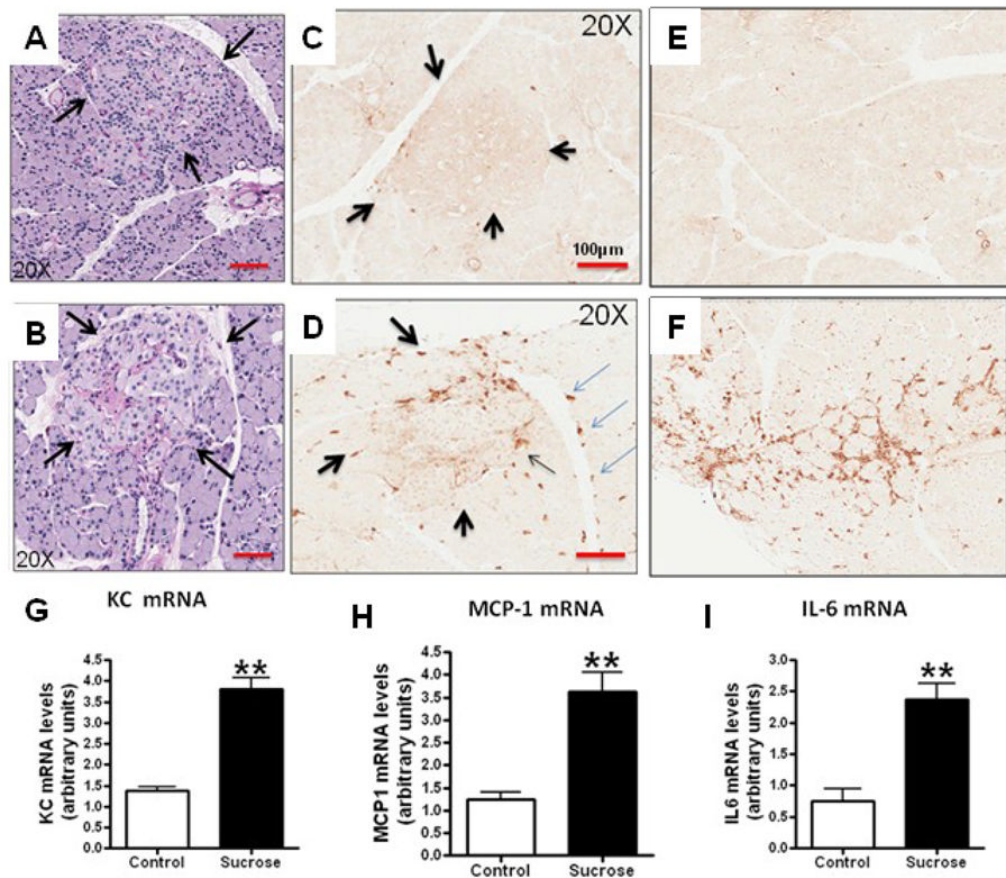 A
20X
B
20X
C
20X
100µm
D
20X
E
F
G
KC mRNA
KC mRNA levels
(arbitrary units)
4.5
4.0
3.5
3.0
2.5
2.0
1.5
1.0
0.5
0.0
**
Control
Sucrose
H
MCP-1 mRNA
MCP1 mRNA levels
(arbitrary units)
4.5
4.0
3.5
3.0
2.5
2.0
1.5
1.0
0.5
0.0
**
Control
Sucrose
I
IL-6 mRNA
IL6 mRNA levels
(arbitrary units)
3.0
2.5
2.0
1.5
1.0
0.5
0.0
**
Control
Sucrose